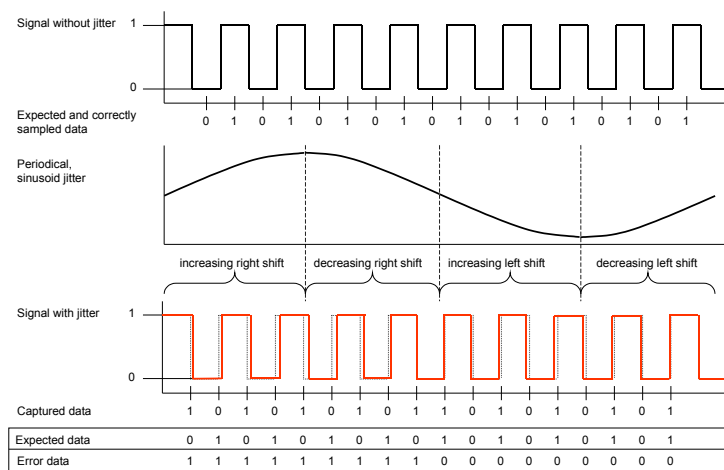 Signal without jitter
1
0
Expected and correctly
sampled data
0 1 0 1 0 1 0 1 0 1 0 1 0 1 0 1 0 1
Periodical,
sinusoid jitter
increasing right shift decreasing right shift increasing left shift decreasing left shift
Signal with jitter
1
0
Captured data 1 0 1 0 1 0 1 0 1 1 0 1 0 1 0 1 0 1
Expected data 0 1 0 1 0 1 0 1 0 1 0 1 0 1 0 1 0 1
Error data 1 1 1 1 1 1 1 1 1 0 0 0 0 0 0 0 0 0